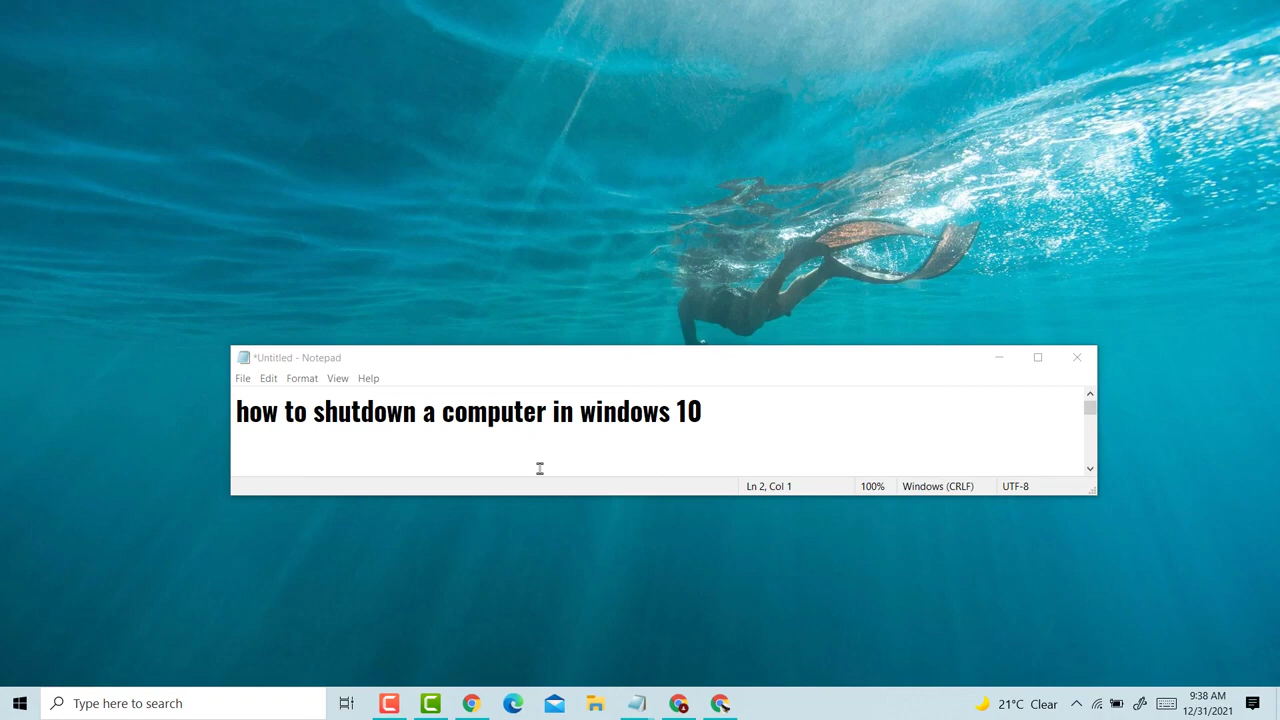 *Untitled - Notepad
File Edit Format View Help
how to shutdown a computer in windows 10
Ln 2, Col 1 100% Windows (CRLF) UTF-8
Type here to search
21°C Clear
9:38 AM
12/31/2021